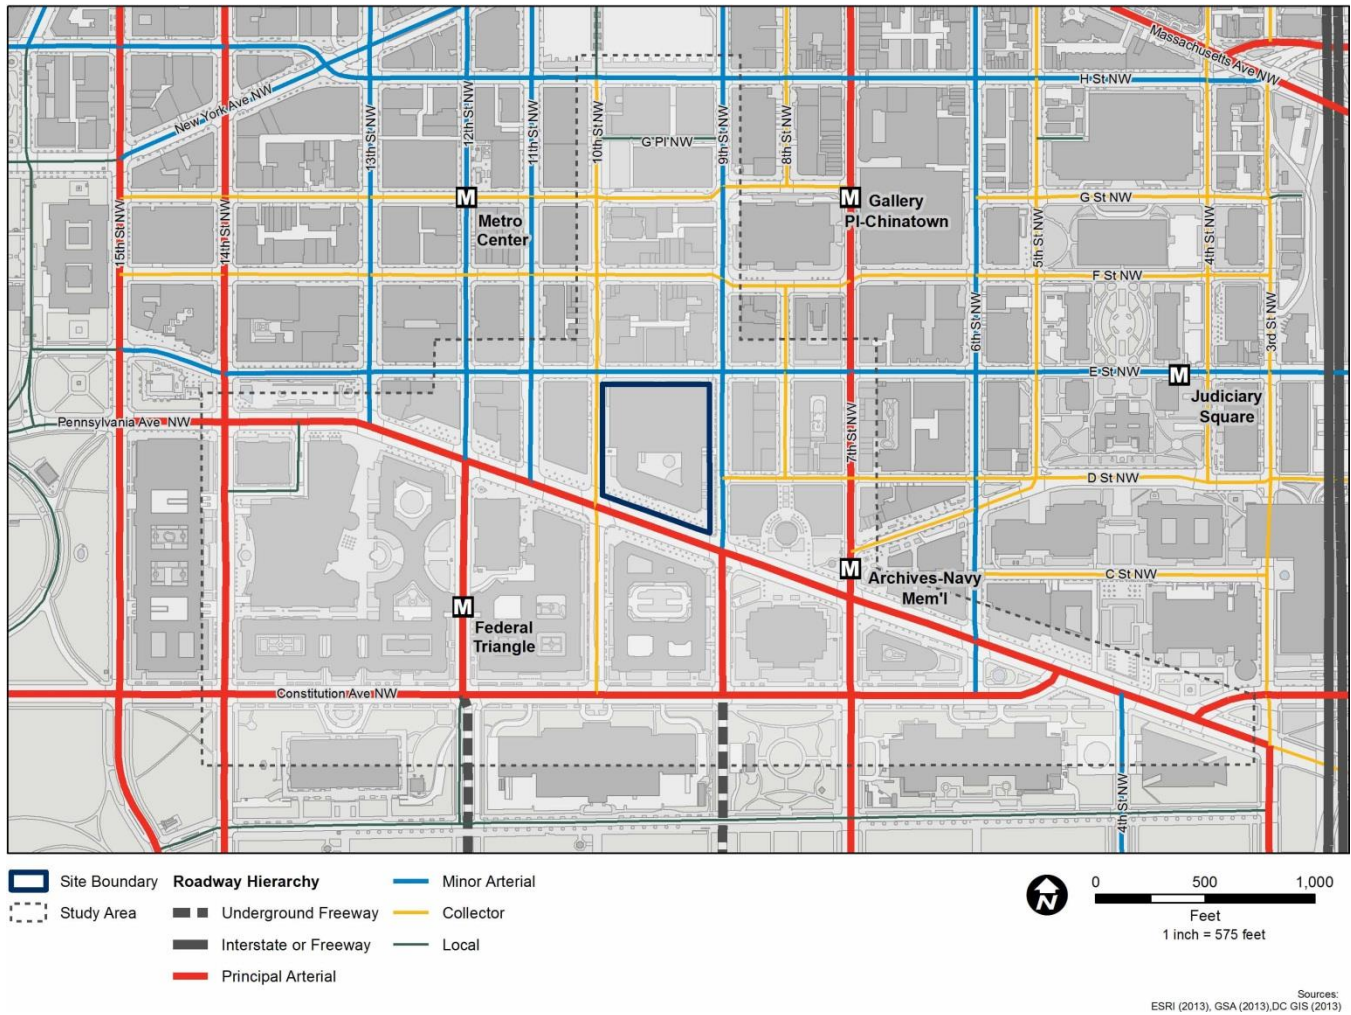 Massachusetts Ave NW
H St NW
New York Ave NW
13th St NW
12th St NW
11th St NW
10th St NW
G Pl NW
9th St NW
8th St NW
M
Metro
Center
M
Gallery
Pl-Chinatown
G St NW
15th St NW
14th St NW
5th St NW
4th St NW
F St NW
6th St NW
3rd St NW
E St NW
M
Judiciary
Square
Pennsylvania Ave NW
7th St NW
D St NW
M
Archives-Navy
Mem'l
C St NW
M
Federal
Triangle
Constitution Ave NW
4th St NW
Site Boundary
Study Area
Roadway Hierarchy
Underground Freeway
Interstate or Freeway
Principal Arterial
Minor Arterial
Collector
Local
N
0 500 1,000
Feet
1 inch = 575 feet
Sources:
ESRI (2013), GSA (2013),DC GIS (2013)